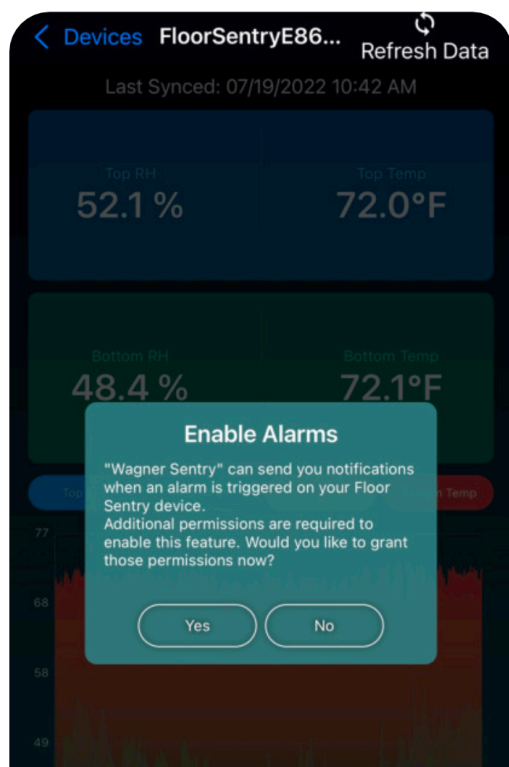 Devices FloorSentryE86...
Refresh Data
Last Synced: 07/19/2022 10:42 AM
Top RH
Top Temp
52.1 %
72.0°F
Bottom RH
Bottom Temp
48.4 %
72.1°F
Enable Alarms
"Wagner Sentry" can send you notifications
when an alarm is triggered on your Floor
Sentry device.
Additional permissions are required to
enable this feature. Would you like to grant
those permissions now?
Yes
No
Top
Temp
77
68
58
49